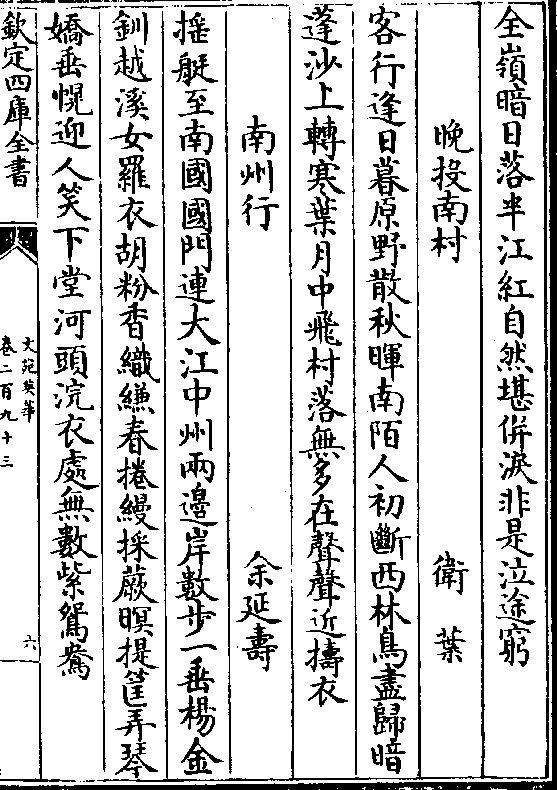 全嶺暗日落半江紅自然堪併淚非是泣途窮
晚投南村 衛葉
客行逢日暮原野散秋暉南陌人初斷西林鳥盡歸暗
蓬沙上轉寒葉月中飛村落無多在聲聲近擣衣
南州行 余延壽
揺艇至南國國門連大江中州兩邊岸數步一垂楊金
釧越溪女羅衣胡粉香織縑春捲縵採蕨暝提筐弄琴
嬌垂幌迎人笑下堂河頭浣衣處無數紫鴛鴦
欽定四庫全書
文苑英華
卷二百九十三
六